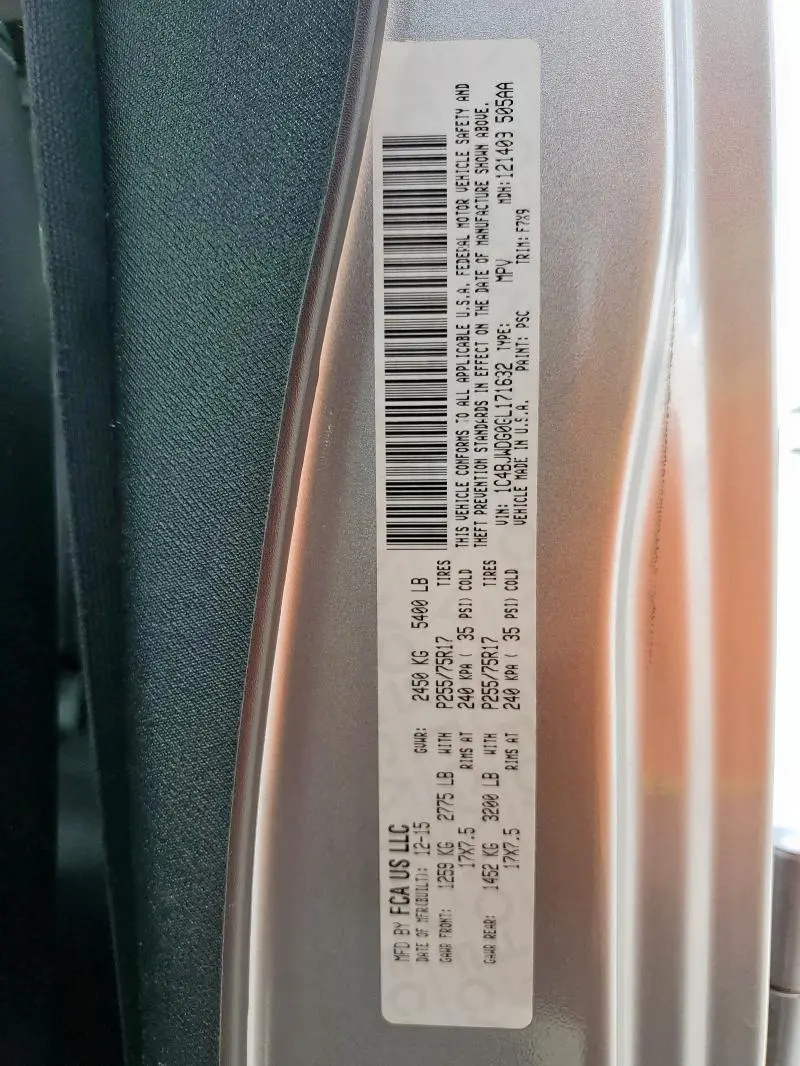 MFD BY FCA US LLC
DATE OF MFR(BUILT): 12-15 GVWR: 2450 KG 5400 LB
GAWR FRONT: 1259 KG 2775 LB WITH P255/75R17 TIRES
17X7.5 RIMS AT 240 KPA ( 35 PSI) COLD
GAWR REAR: 1452 KG 3200 LB WITH P255/75R17 TIRES
17X7.5 RIMS AT 240 KPA ( 35 PSI) COLD
THIS VEHICLE CONFORMS TO ALL APPLICABLE U.S.A. FEDERAL MOTOR VEHICLE SAFETY AND
THEFT PREVENTION STANDARDS IN EFFECT ON THE DATE OF MANUFACTURE SHOWN ABOVE.
VIN: 1C4BJWDG0GL171632 TYPE: MPV MDH: 121403 505AA
VEHICLE MADE IN U.S.A. PAINT: PSC TRIM: F7X9